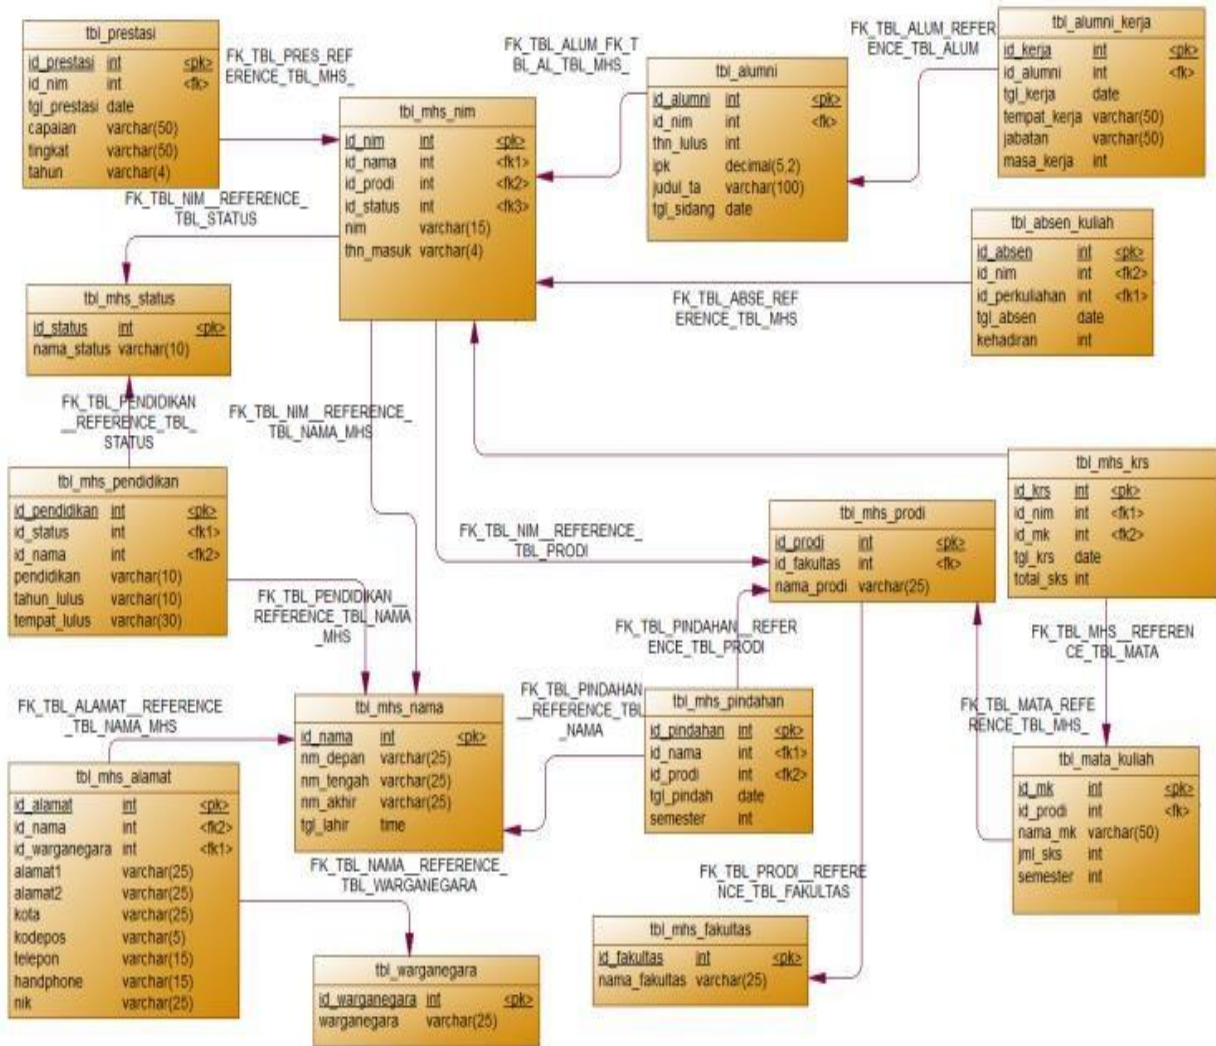 tbl_prestasi
id_prestasi int <pk>
id_nim int <fk>
tgl_prestasi date
capaian varchar(50)
tingkat varchar(50)
tahun varchar(4)
FK_TBL_PRES_REF
ERENCE_TBL_MHS_
tbl_mhs_nim
id_nim int <pk>
id_nama int <fk1>
id_prodi int <fk2>
id_status int <fk3>
nim varchar(15)
thn_masuk varchar(4)
FK_TBL_ALUM_FK_T
BL_AL_TBL_MHS_
tbl_alumni
id_alumni int <pk>
id_nim int <fk>
thn_lulus int
ipk decimal(5,2)
judul_ta varchar(100)
tgl_sidang date
FK_TBL_ALUM_REFER
ENCE_TBL_ALUM
tbl_alumni_kerja
id_kerja int <pk>
id_alumni int <fk>
tgl_kerja date
tempat_kerja varchar(50)
jabatan varchar(50)
masa_kerja int
FK_TBL_NIM__REFERENCE_
TBL_STATUS
tbl_absen_kuliah
id_absen int <pk>
id_nim int <fk2>
id_perkuliahan int <fk1>
tgl_absen date
kehadiran int
FK_TBL_ABSE_REF
ERENCE_TBL_MHS
tbl_mhs_status
id_status int <pk>
nama_status varchar(10)
FK_TBL_PENDIDIKAN
__REFERENCE_TBL_
STATUS
FK_TBL_NIM__REFERENCE_
TBL_NAMA_MHS
tbl_mhs_pendidikan
id_pendidikan int <pk>
id_status int <fk1>
id_nama int <fk2>
pendidikan varchar(10)
tahun_lulus varchar(10)
tempat_lulus varchar(30)
FK_TBL_PENDIDIKAN__
REFERENCE_TBL_NAMA
_MHS
FK_TBL_NIM__REFERENCE_
TBL_PRODI
tbl_mhs_prodi
id_prodi int <pk>
id_fakultas int <fk>
nama_prodi varchar(25)
tbl_mhs_krs
id_krs int <pk>
id_nim int <fk1>
id_mk int <fk2>
tgl_krs date
total_sks int
FK_TBL_MHS__REFEREN
CE_TBL_MATA
FK_TBL_PINDAHAN__REFER
ENCE_TBL_PRODI
FK_TBL_ALAMAT__REFERENCE
_TBL_NAMA_MHS
tbl_mhs_nama
id_nama int <pk>
nm_depan varchar(25)
nm_tengah varchar(25)
nm_akhir varchar(25)
tgl_lahir time
FK_TBL_PINDAHAN
__REFERENCE_TBL
_NAMA
tbl_mhs_pindahan
id_pindahan int <pk>
id_nama int <fk1>
id_prodi int <fk2>
tgl_pindah date
semester int
FK_TBL_MATA_REFE
RENCE_TBL_MHS_
tbl_mata_kuliah
id_mk int <pk>
id_prodi int <fk>
nama_mk varchar(50)
jml_sks int
semester int
tbl_mhs_alamat
id_alamat int <pk>
id_nama int <fk2>
id_warganegara int <fk1>
alamat1 varchar(25)
alamat2 varchar(25)
kota varchar(25)
kodepos varchar(5)
telepon varchar(15)
handphone varchar(15)
nik varchar(25)
FK_TBL_NAMA__REFERENCE_
TBL_WARGANEGARA
FK_TBL_PRODI__REFERE
NCE_TBL_FAKULTAS
tbl_mhs_fakultas
id_fakultas int <pk>
nama_fakultas varchar(25)
tbl_warganegara
id_warganegara int <pk>
warganegara varchar(25)